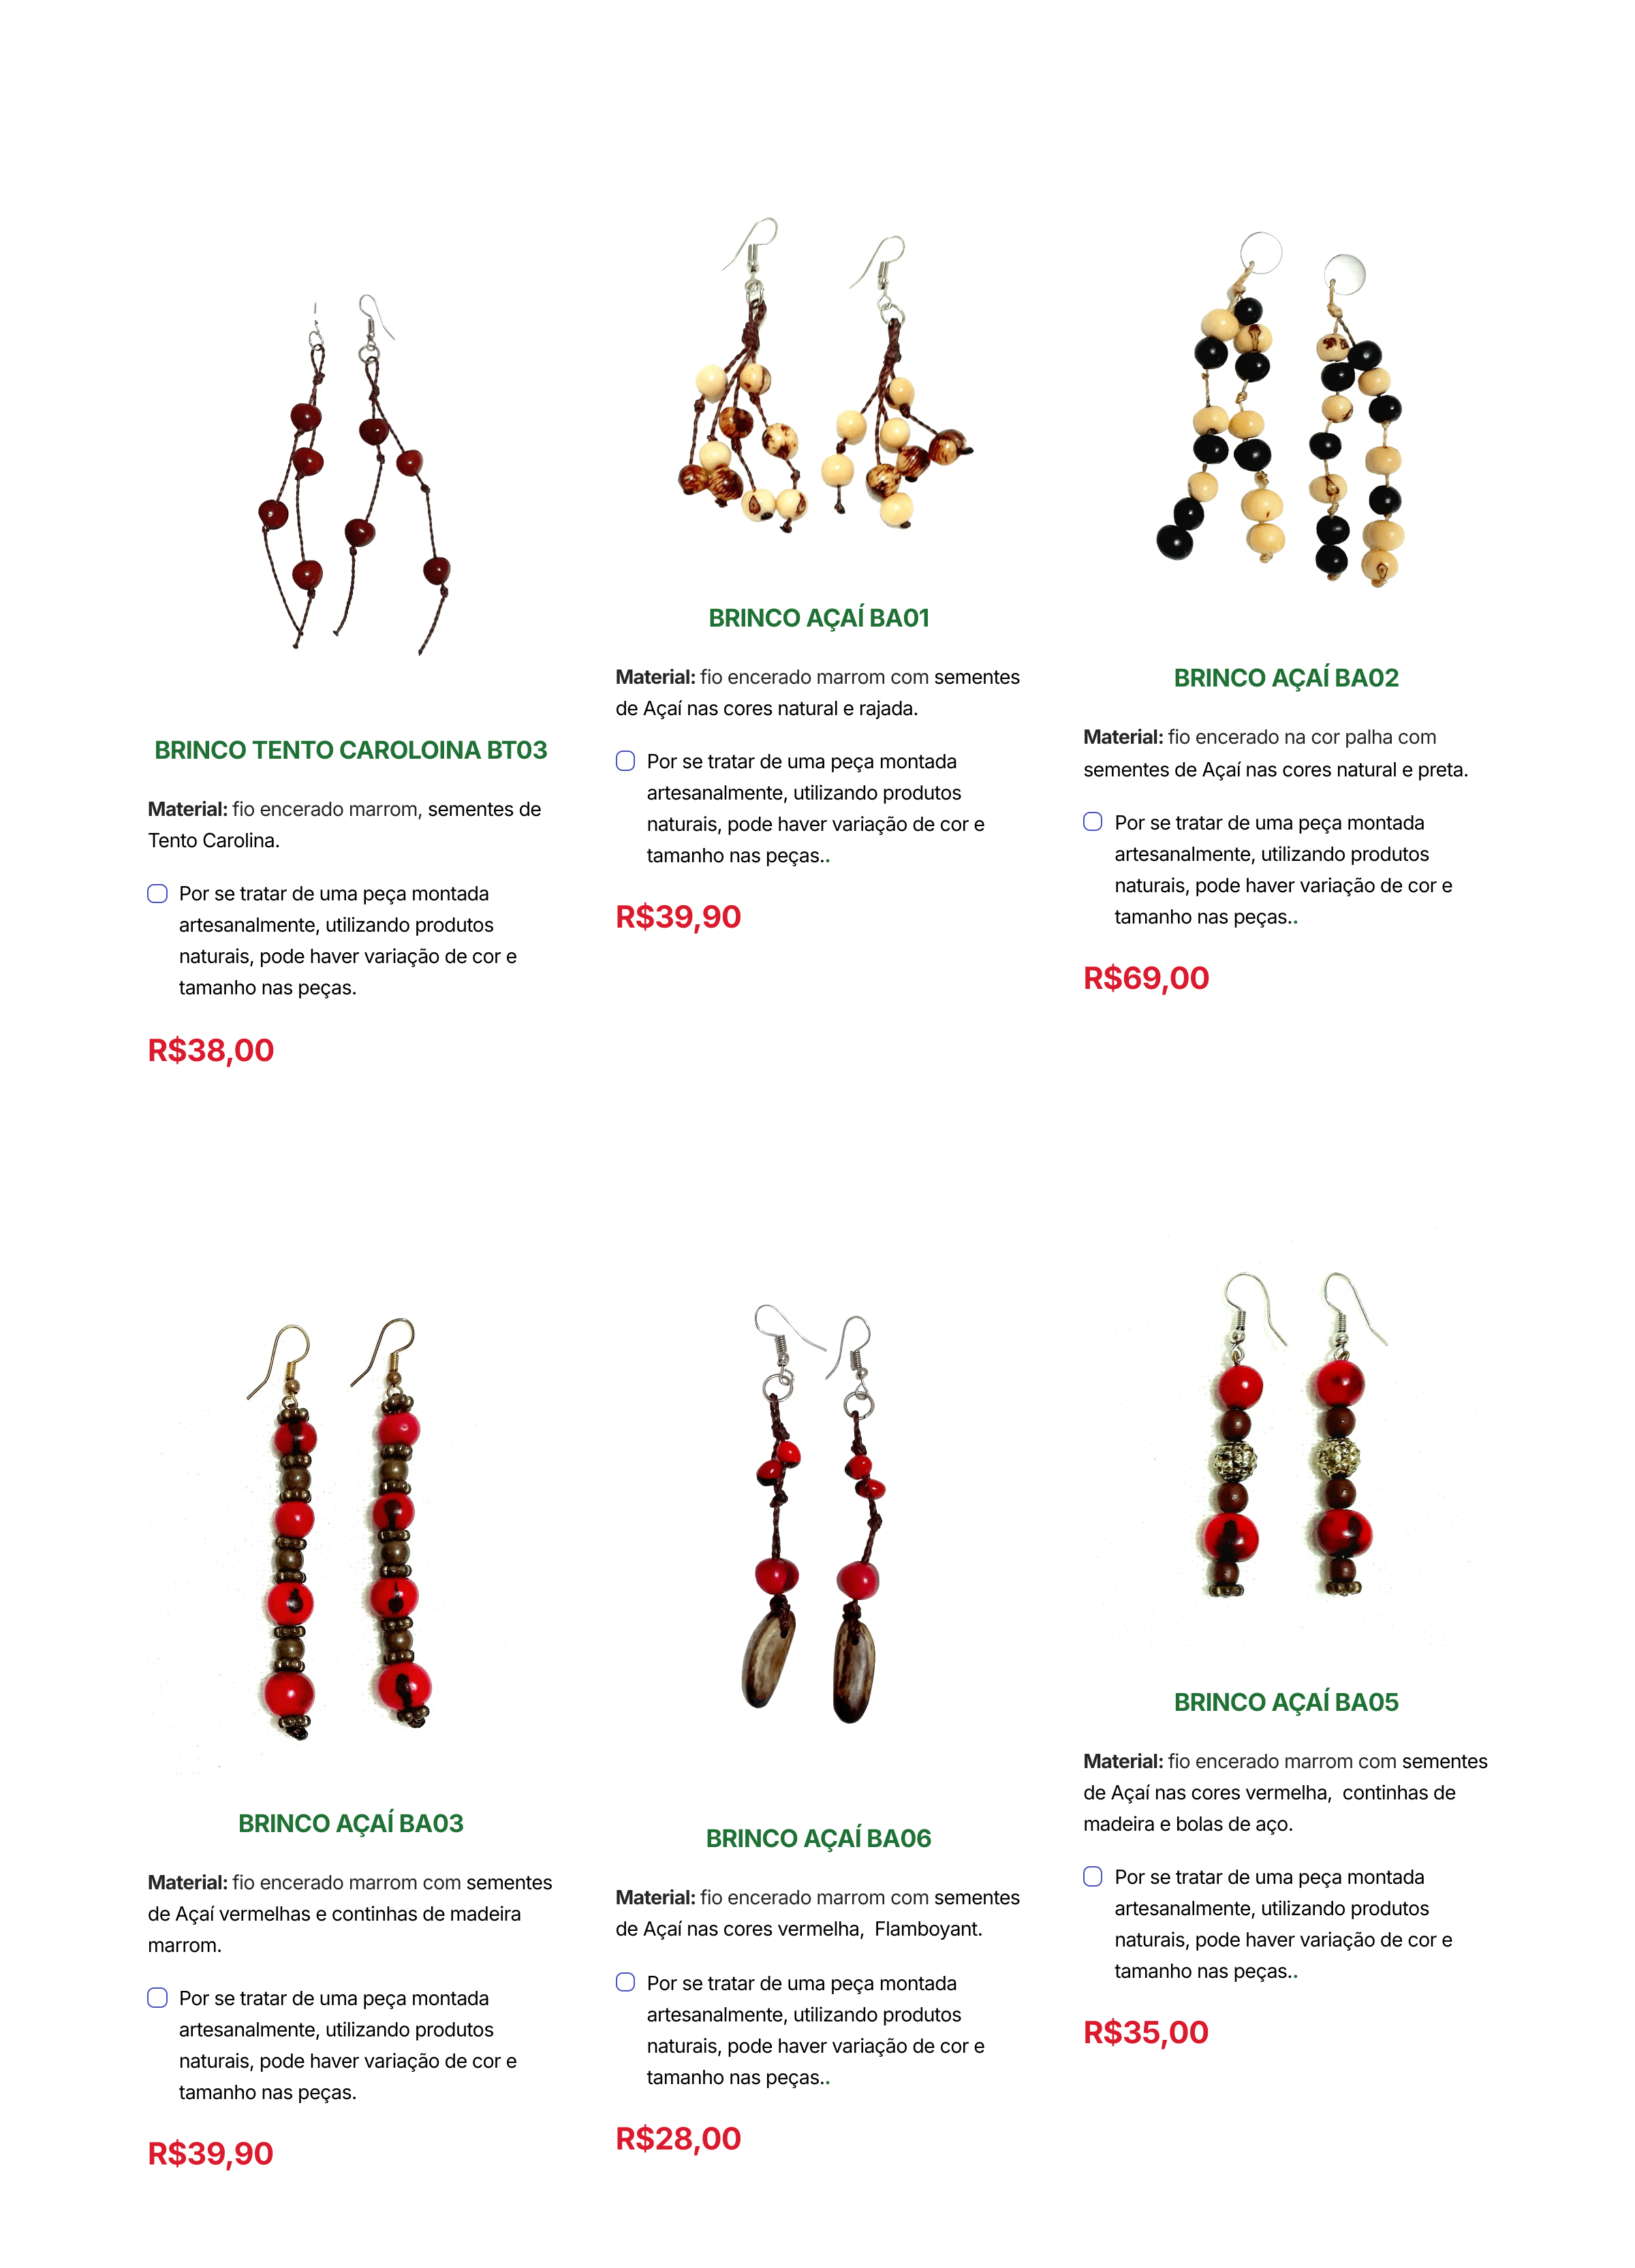 BRINCO TENTO CAROLOINA BT03
Material: fio encerado marrom, sementes de
Tento Carolina.
Por se tratar de uma peça montada
artesanalmente, utilizando produtos
naturais, pode haver variação de cor e
tamanho nas peças.
R$38,00
BRINCO AÇAÍ BA01
Material: fio encerado marrom com sementes
de Açaí nas cores natural e rajada.
Por se tratar de uma peça montada
artesanalmente, utilizando produtos
naturais, pode haver variação de cor e
tamanho nas peças..
R$39,90
BRINCO AÇAÍ BA02
Material: fio encerado na cor palha com
sementes de Açaí nas cores natural e preta.
Por se tratar de uma peça montada
artesanalmente, utilizando produtos
naturais, pode haver variação de cor e
tamanho nas peças..
R$69,00
BRINCO AÇAÍ BA03
Material: fio encerado marrom com sementes
de Açaí vermelhas e continhas de madeira
marrom.
Por se tratar de uma peça montada
artesanalmente, utilizando produtos
naturais, pode haver variação de cor e
tamanho nas peças.
R$39,90
BRINCO AÇAÍ BA06
Material: fio encerado marrom com sementes
de Açaí nas cores vermelha,  Flamboyant.
Por se tratar de uma peça montada
artesanalmente, utilizando produtos
naturais, pode haver variação de cor e
tamanho nas peças..
R$28,00
BRINCO AÇAÍ BA05
Material: fio encerado marrom com sementes
de Açaí nas cores vermelha,  continhas de
madeira e bolas de aço.
Por se tratar de uma peça montada
artesanalmente, utilizando produtos
naturais, pode haver variação de cor e
tamanho nas peças..
R$35,00